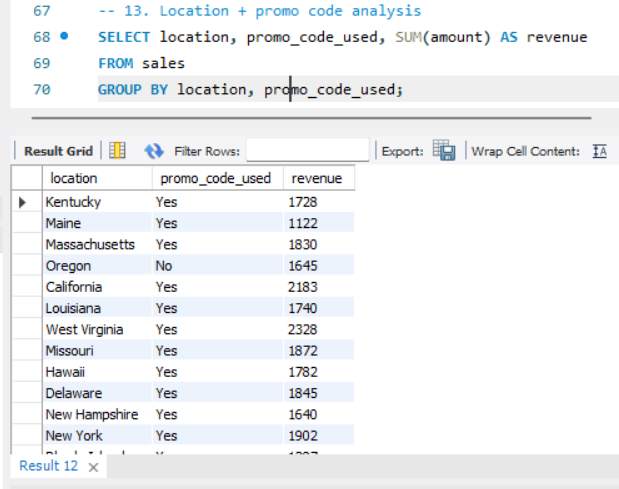 67 -- 13. Location + promo code analysis
68 SELECT location, promo_code_used, SUM(amount) AS revenue
69 FROM sales
70 GROUP BY location, promo_code_used;
Result Grid Filter Rows: Export: Wrap Cell Content: IA
location promo_code_used revenue
Kentucky Yes 1728
Maine Yes 1122
Massachusetts Yes 1830
Oregon No 1645
California Yes 2183
Louisiana Yes 1740
West Virginia Yes 2328
Missouri Yes 1872
Hawaii Yes 1782
Delaware Yes 1845
New Hampshire Yes 1640
New York Yes 1902
Result 12